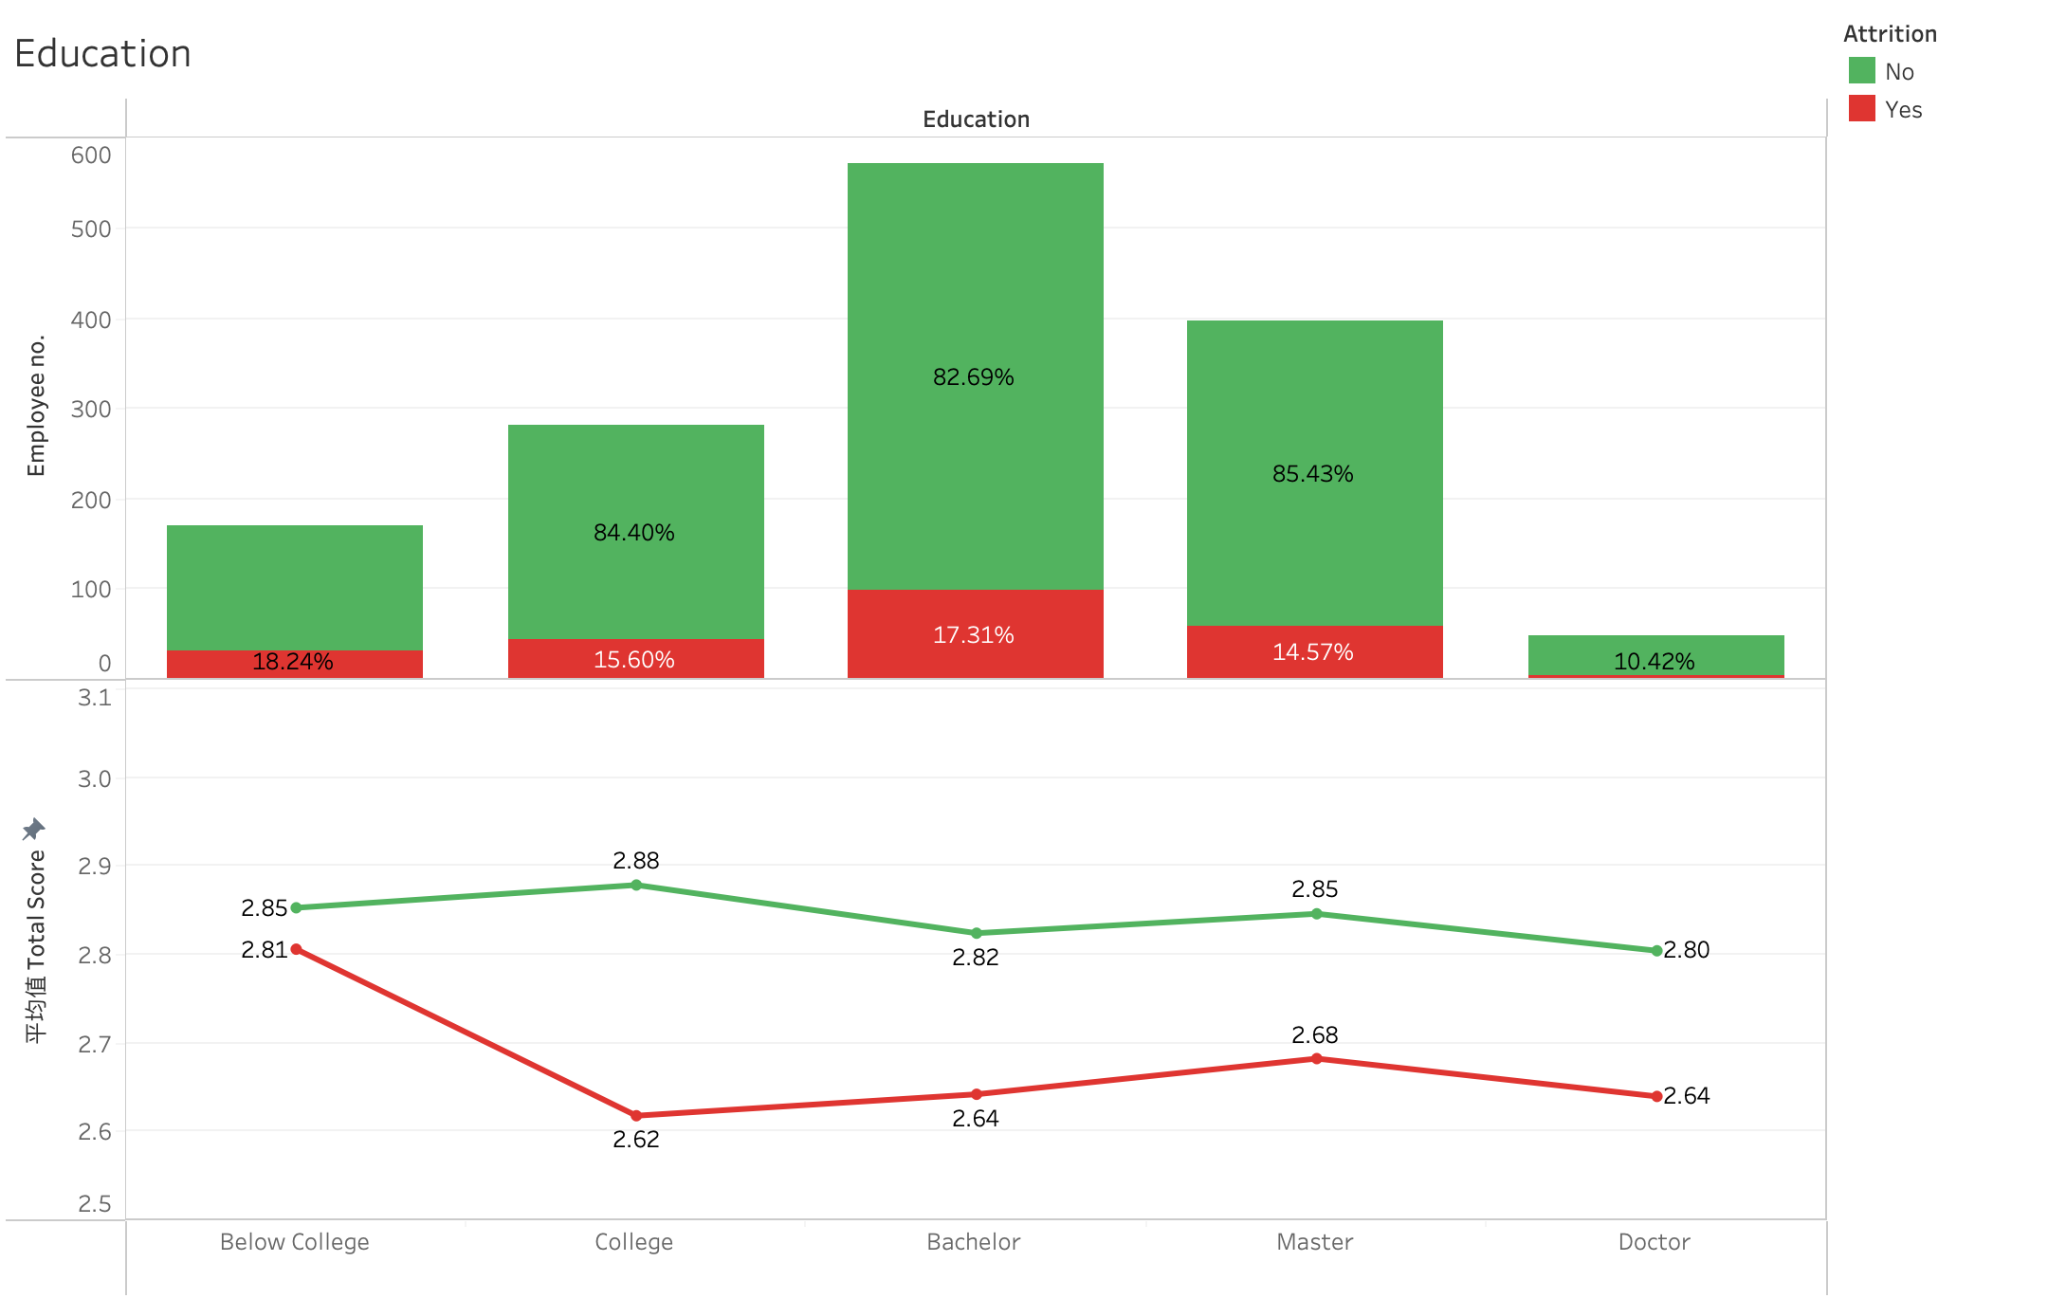 Education
Attrition
No
Yes
Education
600
500
400
300
200
100
0
Employee no.
82.69%
85.43%
84.40%
17.31%
14.57%
15.60%
18.24%
10.42%
3.1
3.0
2.9
2.8
2.7
2.6
2.5
平均值 Total Score
2.85
2.88
2.82
2.85
2.80
2.81
2.62
2.64
2.68
2.64
Below College
College
Bachelor
Master
Doctor